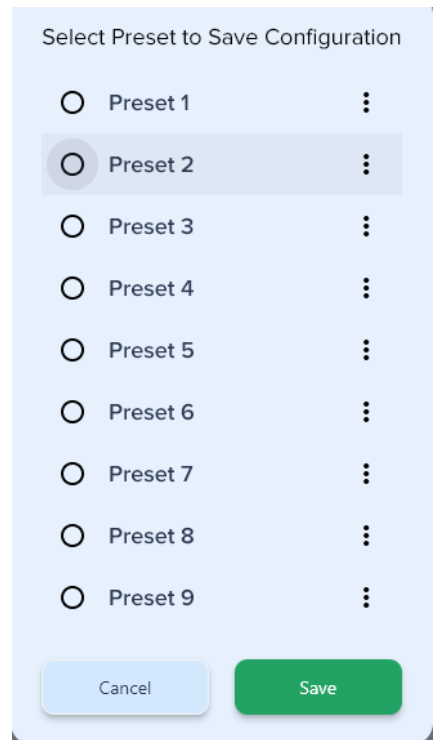 Select Preset to Save Configuration
Preset 1
Preset 2
Preset 3
Preset 4
Preset 5
Preset 6
Preset 7
Preset 8
Preset 9
Cancel Save